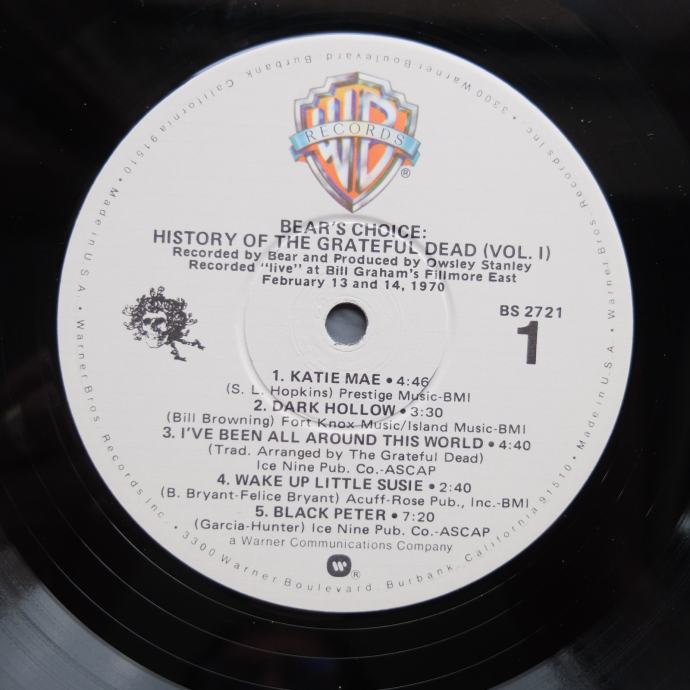 WB
RECORDS
®
BEAR'S CHOICE:
HISTORY OF THE GRATEFUL DEAD (VOL. I)
Recorded by Bear and Produced by Owsley Stanley
Recorded "live" at Bill Graham's Fillmore East
February 13 and 14, 1970
BS 2721
1
1. KATIE MAE • 4:46
(S. L. Hopkins) Prestige Music-BMI
2. DARK HOLLOW • 3:30
(Bill Browning) Fort Knox Music/Island Music-BMI
3. I'VE BEEN ALL AROUND THIS WORLD • 4:40
(Trad. Arranged by The Grateful Dead)
Ice Nine Pub. Co.-ASCAP
4. WAKE UP LITTLE SUSIE • 2:40
(B. Bryant-Felice Bryant) Acuff-Rose Pub., Inc.-BMI
5. BLACK PETER • 7:20
(Garcia-Hunter) Ice Nine Pub. Co.-ASCAP
a Warner Communications Company
®
Warner Bros. Records Inc. • 3300 Warner Boulevard, Burbank, California 91510 • Made in U.S.A. • Warner Bros. Records Inc. • 3300 Warner Boulevard, Burbank, California 91510 • Made in U.S.A. •